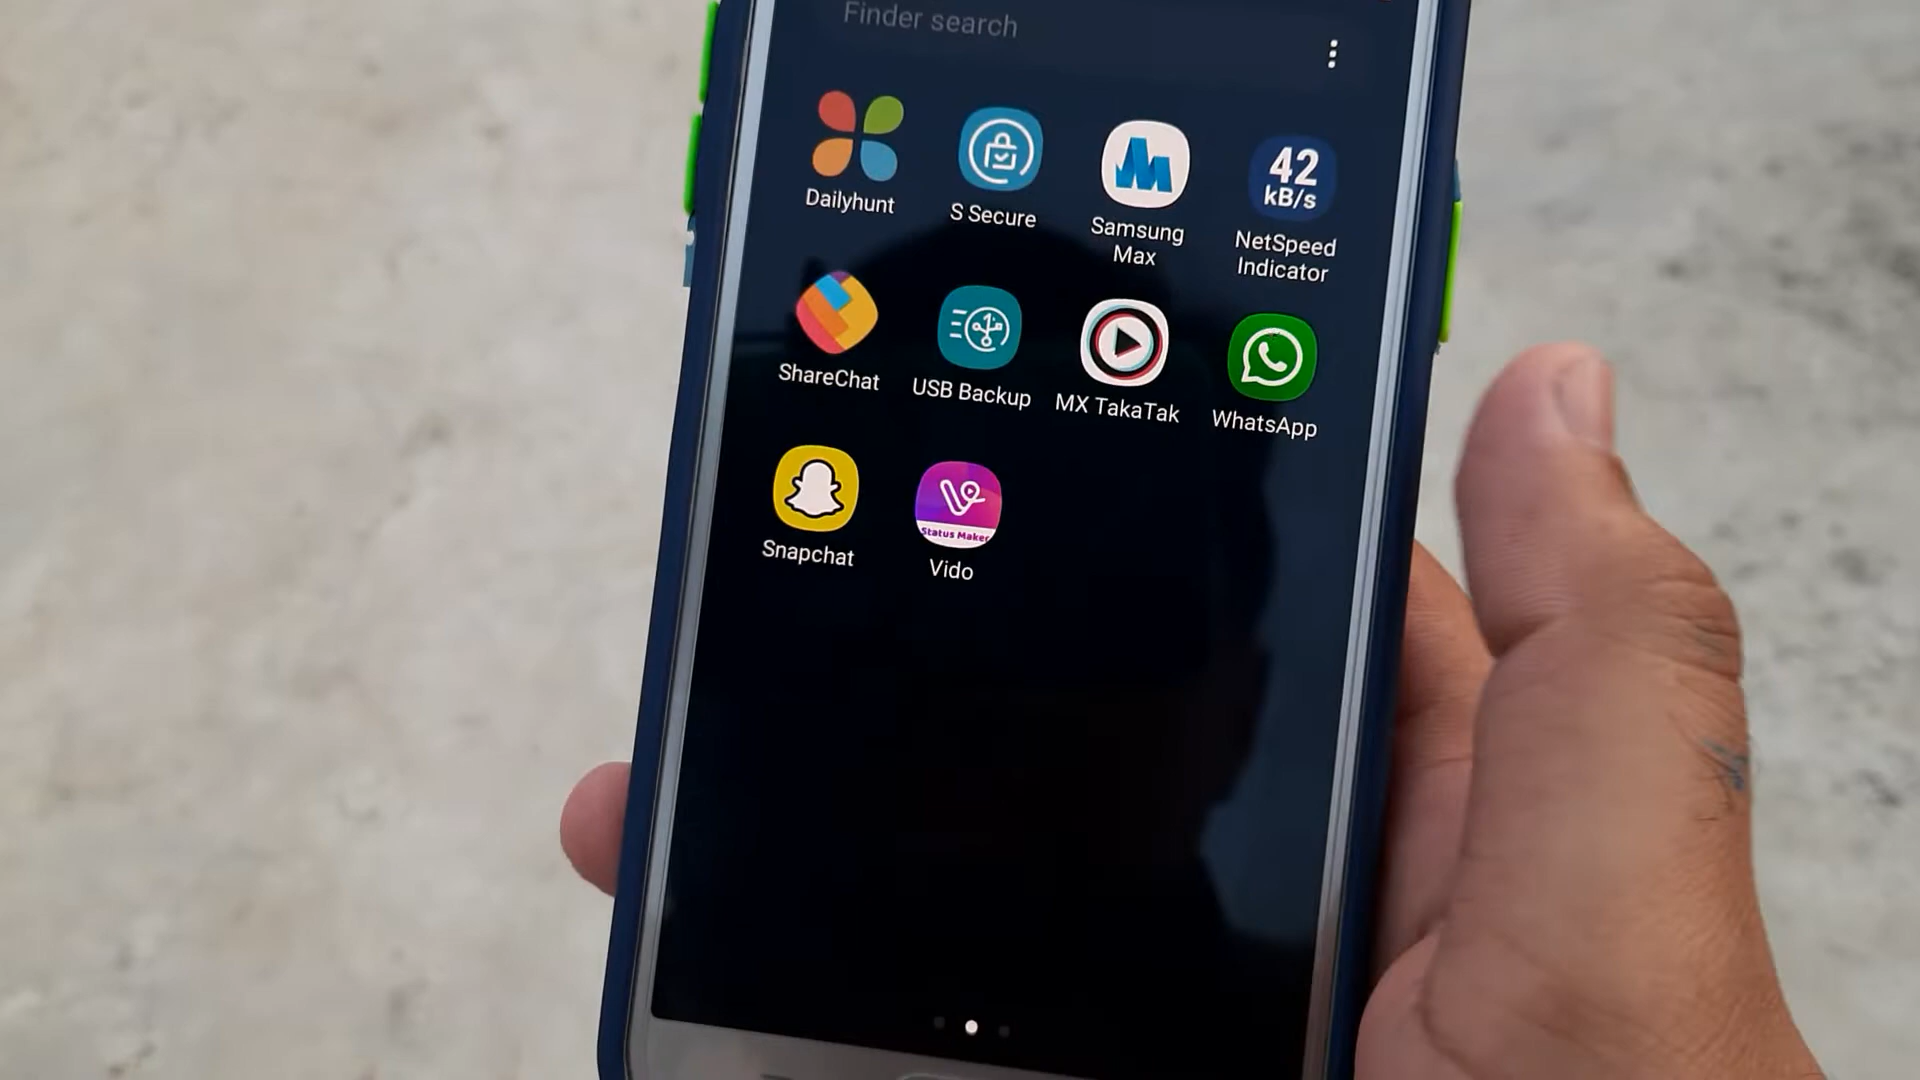 Finder search
Dailyhunt
S Secure
Samsung
Max
42
kB/s
NetSpeed
Indicator
ShareChat
USB Backup
MX TakaTak
WhatsApp
Snapchat
Status Maker
Vido